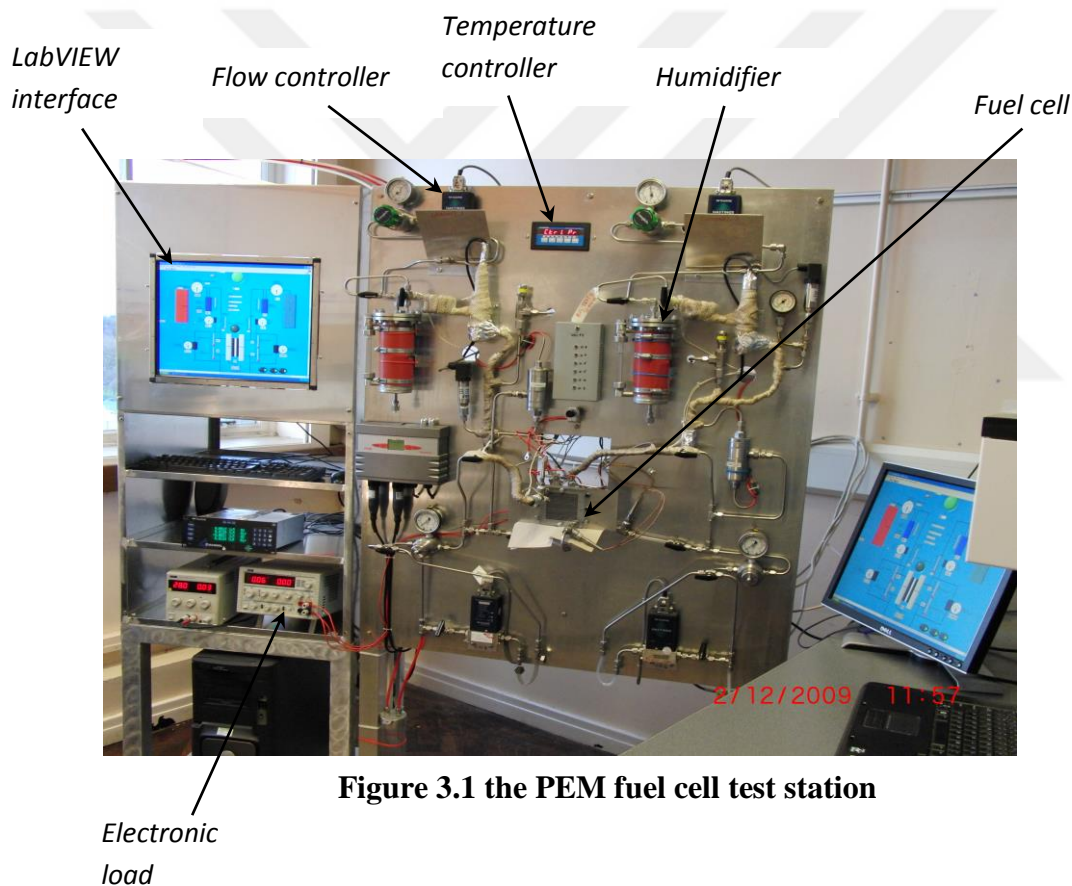 Temperature
controller
LabVIEW
interface
Flow controller
Humidifier
Fuel cell
2/12/2009 11:57
DELL
Figure 3.1 the PEM fuel cell test station
Electronic
load